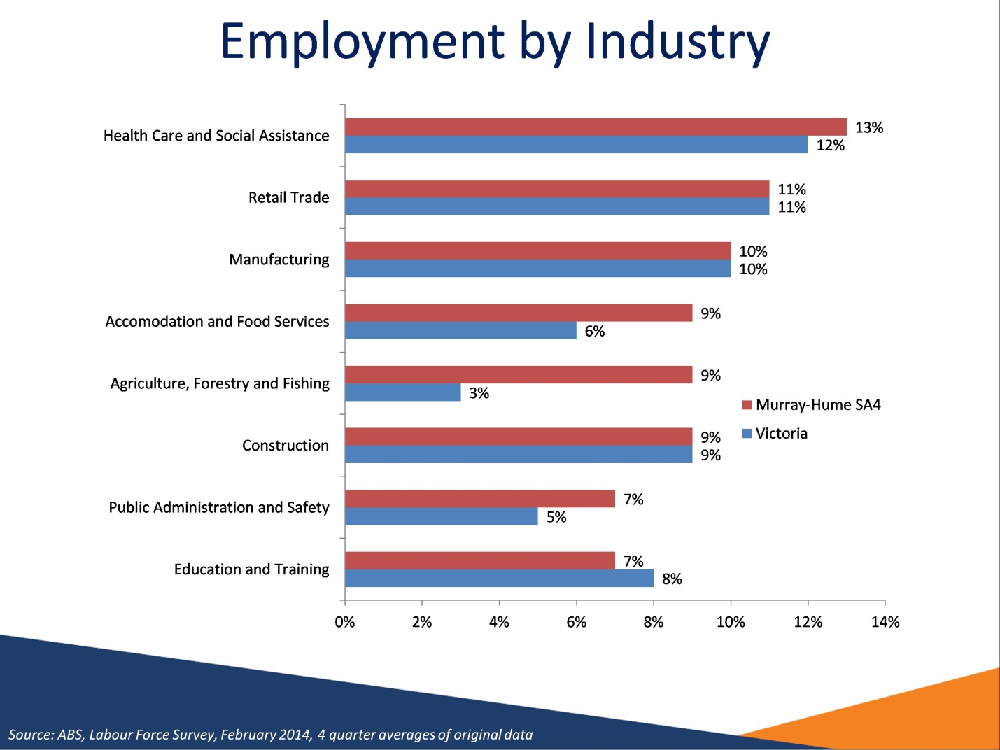 Employment by Industry
Health Care and Social Assistance
13%
12%
Retail Trade
11%
11%
Manufacturing
10%
10%
Accomodation and Food Services
9%
6%
Agriculture, Forestry and Fishing
9%
3%
Murray-Hume SA4
Victoria
Construction
9%
9%
Public Administration and Safety
7%
5%
Education and Training
7%
8%
0% 2% 4% 6% 8% 10% 12% 14%
Source: ABS, Labour Force Survey, February 2014, 4 quarter averages of original data